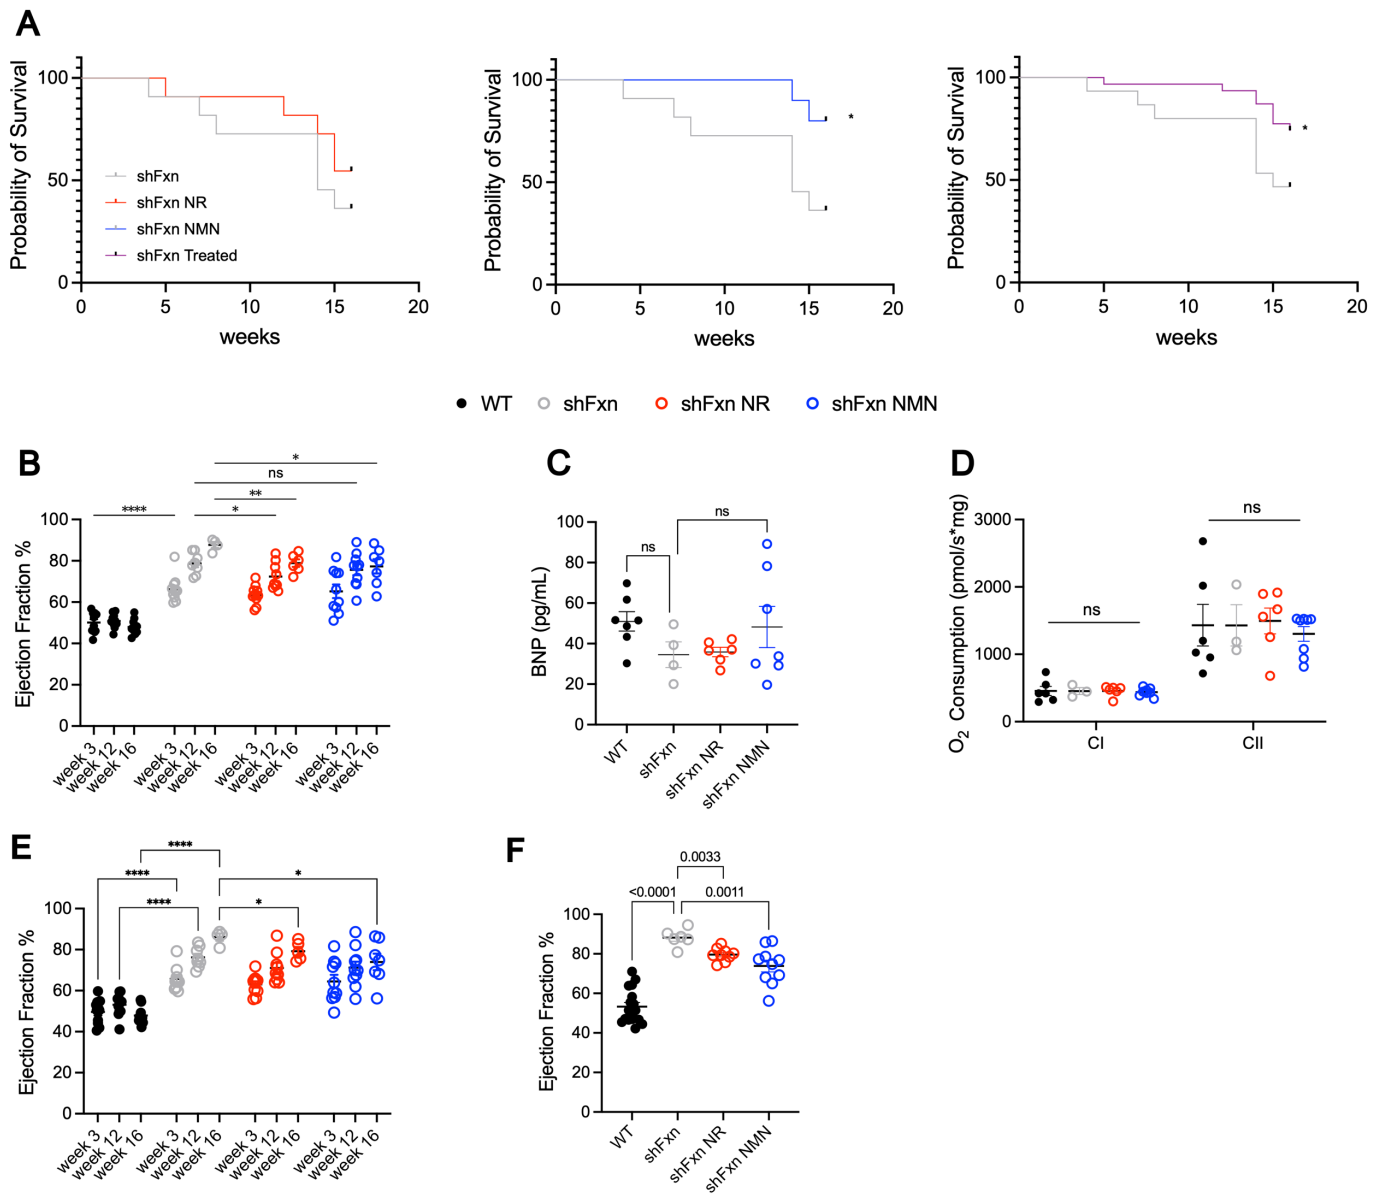 A
Probability of Survival
100
50
0
0 5 10 15 20
weeks
shFxn
shFxn NR
shFxn NMN
shFxn Treated
Probability of Survival
100
50
0
0 5 10 15 20
weeks
*
Probability of Survival
100
50
0
0 5 10 15 20
weeks
*
WT shFxn shFxn NR shFxn NMN
B
Ejection Fraction %
*
ns
**
**** *
100
80
60
40
20
0
week 3 week 12 week 16 week 3 week 12 week 16 week 3 week 12 week 16 week 3 week 12 week 16
C
BNP (pg/mL)
ns
ns
100
80
60
40
20
0
WT shFxn shFxn NR shFxn NMN
D
O2 Consumption (pmol/s*mg)
3000
2000
1000
0
ns
ns
CI CII
E
Ejection Fraction %
****
**** *
**** *
100
80
60
40
20
0
week 3 week 12 week 16 week 3 week 12 week 16 week 3 week 12 week 16 week 3 week 12 week 16
F
Ejection Fraction %
0.0033
<0.0001 0.0011
100
80
60
40
20
0
WT shFxn shFxn NR shFxn NMN